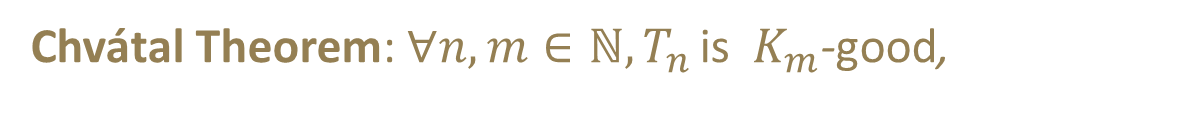 Chvátal Theorem: ∀𝑛, 𝑚 ∈ ℕ, 𝑇ₙ is 𝐾ₘ-good,